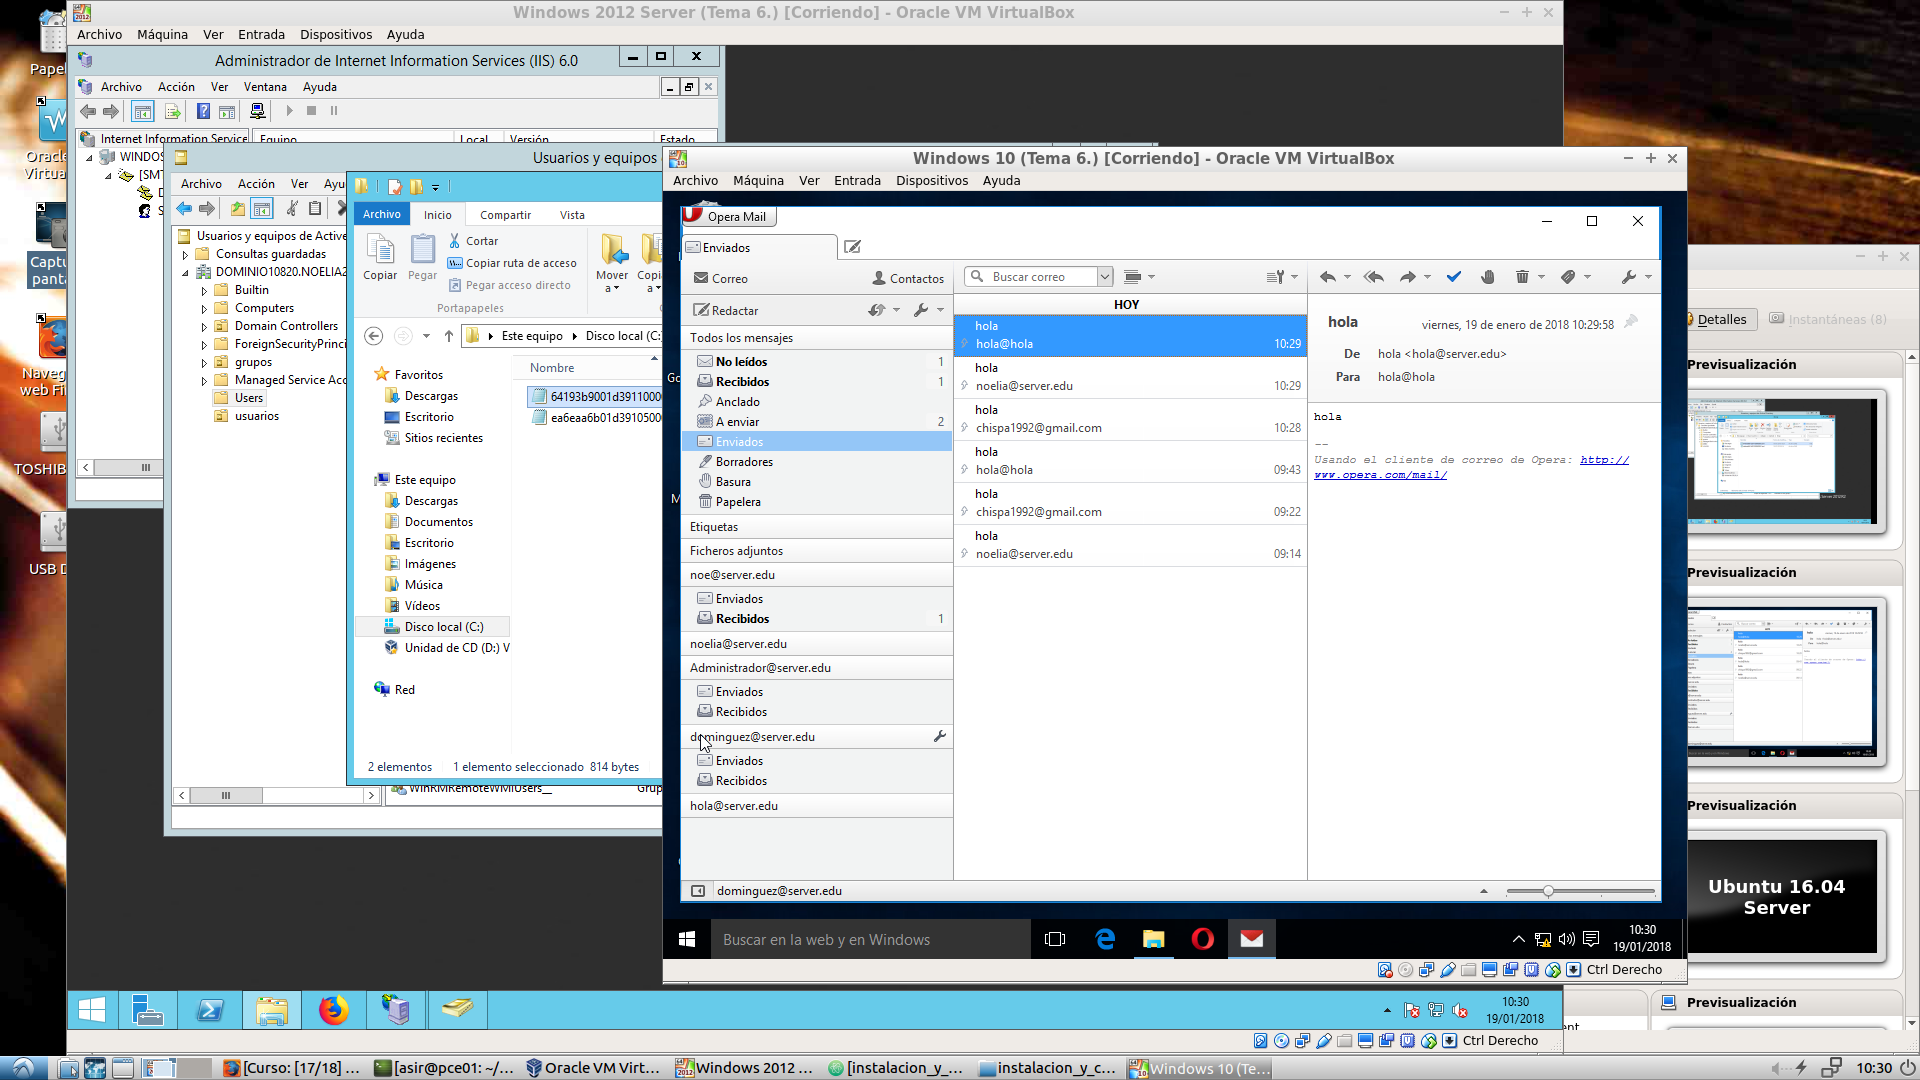 Windows 2012 Server (Tema 6.) [Corriendo] - Oracle VM VirtualBox
Archivo Máquina Ver Entrada Dispositivos Ayuda
Administrador de Internet Information Services (IIS) 6.0
Archivo Acción Ver Ventana Ayuda
Internet Information Service Equipo Local Versión Estado
WINDOS
[SMT
Usuarios y equipos
Archivo Acción Ver Ayu
Usuarios y equipos de Active
Consultas guardadas
DOMINIO10820.NOELIA2
Builtin
Computers
Domain Controllers
ForeignSecurityPrinci
grupos
Managed Service Acc
Users
usuarios
WinRMRemoteWMIUsers__ Grup
Archivo Inicio Compartir Vista
Copiar Pegar
Cortar
Copiar ruta de acceso
Pegar acceso directo
Portapapeles
Mover a Copi a
Este equipo Disco local (C:
Nombre
64193b9001d3911000
ea6eaa6b01d3910500
Favoritos
Descargas
Escritorio
Sitios recientes
Este equipo
Descargas
Documentos
Escritorio
Imágenes
Música
Vídeos
Disco local (C:)
Unidad de CD (D:) V
Red
2 elementos 1 elemento seleccionado 814 bytes
Windows 10 (Tema 6.) [Corriendo] - Oracle VM VirtualBox
Archivo Máquina Ver Entrada Dispositivos Ayuda
Opera Mail
Enviados
Correo Contactos
Redactar
Todos los mensajes
No leídos 1
Recibidos 1
Anclado
A enviar 2
Enviados
Borradores
Basura
Papelera
Etiquetas
Ficheros adjuntos
noe@server.edu
Enviados
Recibidos 1
noelia@server.edu
Administrador@server.edu
Enviados
Recibidos
dominguez@server.edu
Enviados
Recibidos
hola@server.edu
dominguez@server.edu
Buscar correo
HOY
hola
hola@hola 10:29
hola
noelia@server.edu 10:29
hola
chispa1992@gmail.com 10:28
hola
hola@hola 09:43
hola
chispa1992@gmail.com 09:22
hola
noelia@server.edu 09:14
hola viernes, 19 de enero de 2018 10:29:58
De hola <hola@server.edu>
Para hola@hola
hola
--
Usando el cliente de correo de Opera: http://
www.opera.com/mail/
Buscar en la web y en Windows
10:30
19/01/2018
Ctrl Derecho
10:30
19/01/2018
Ctrl Derecho
Detalles Instantáneas (8)
Previsualización
Previsualización
Previsualización
Ubuntu 16.04
Server
Previsualización
Pape
Oracle
Virtua
Captu
panta
Naveg
web Fi
TOSHIB
USB D
[Curso: [17/18] ... [asir@pce01: ~/... Oracle VM Virt... Windows 2012 ... [instalacion_y_... instalacion_y_c... Windows 10 (Te...
10:30